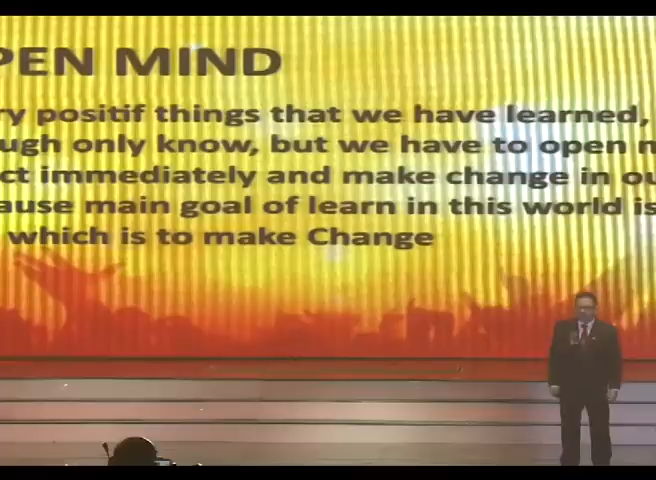 PEN MIND
ry positif things that we have learned,
ugh only know, but we have to open
ct immediately and make change in ou
ause main goal of learn in this world is
which is to make Change